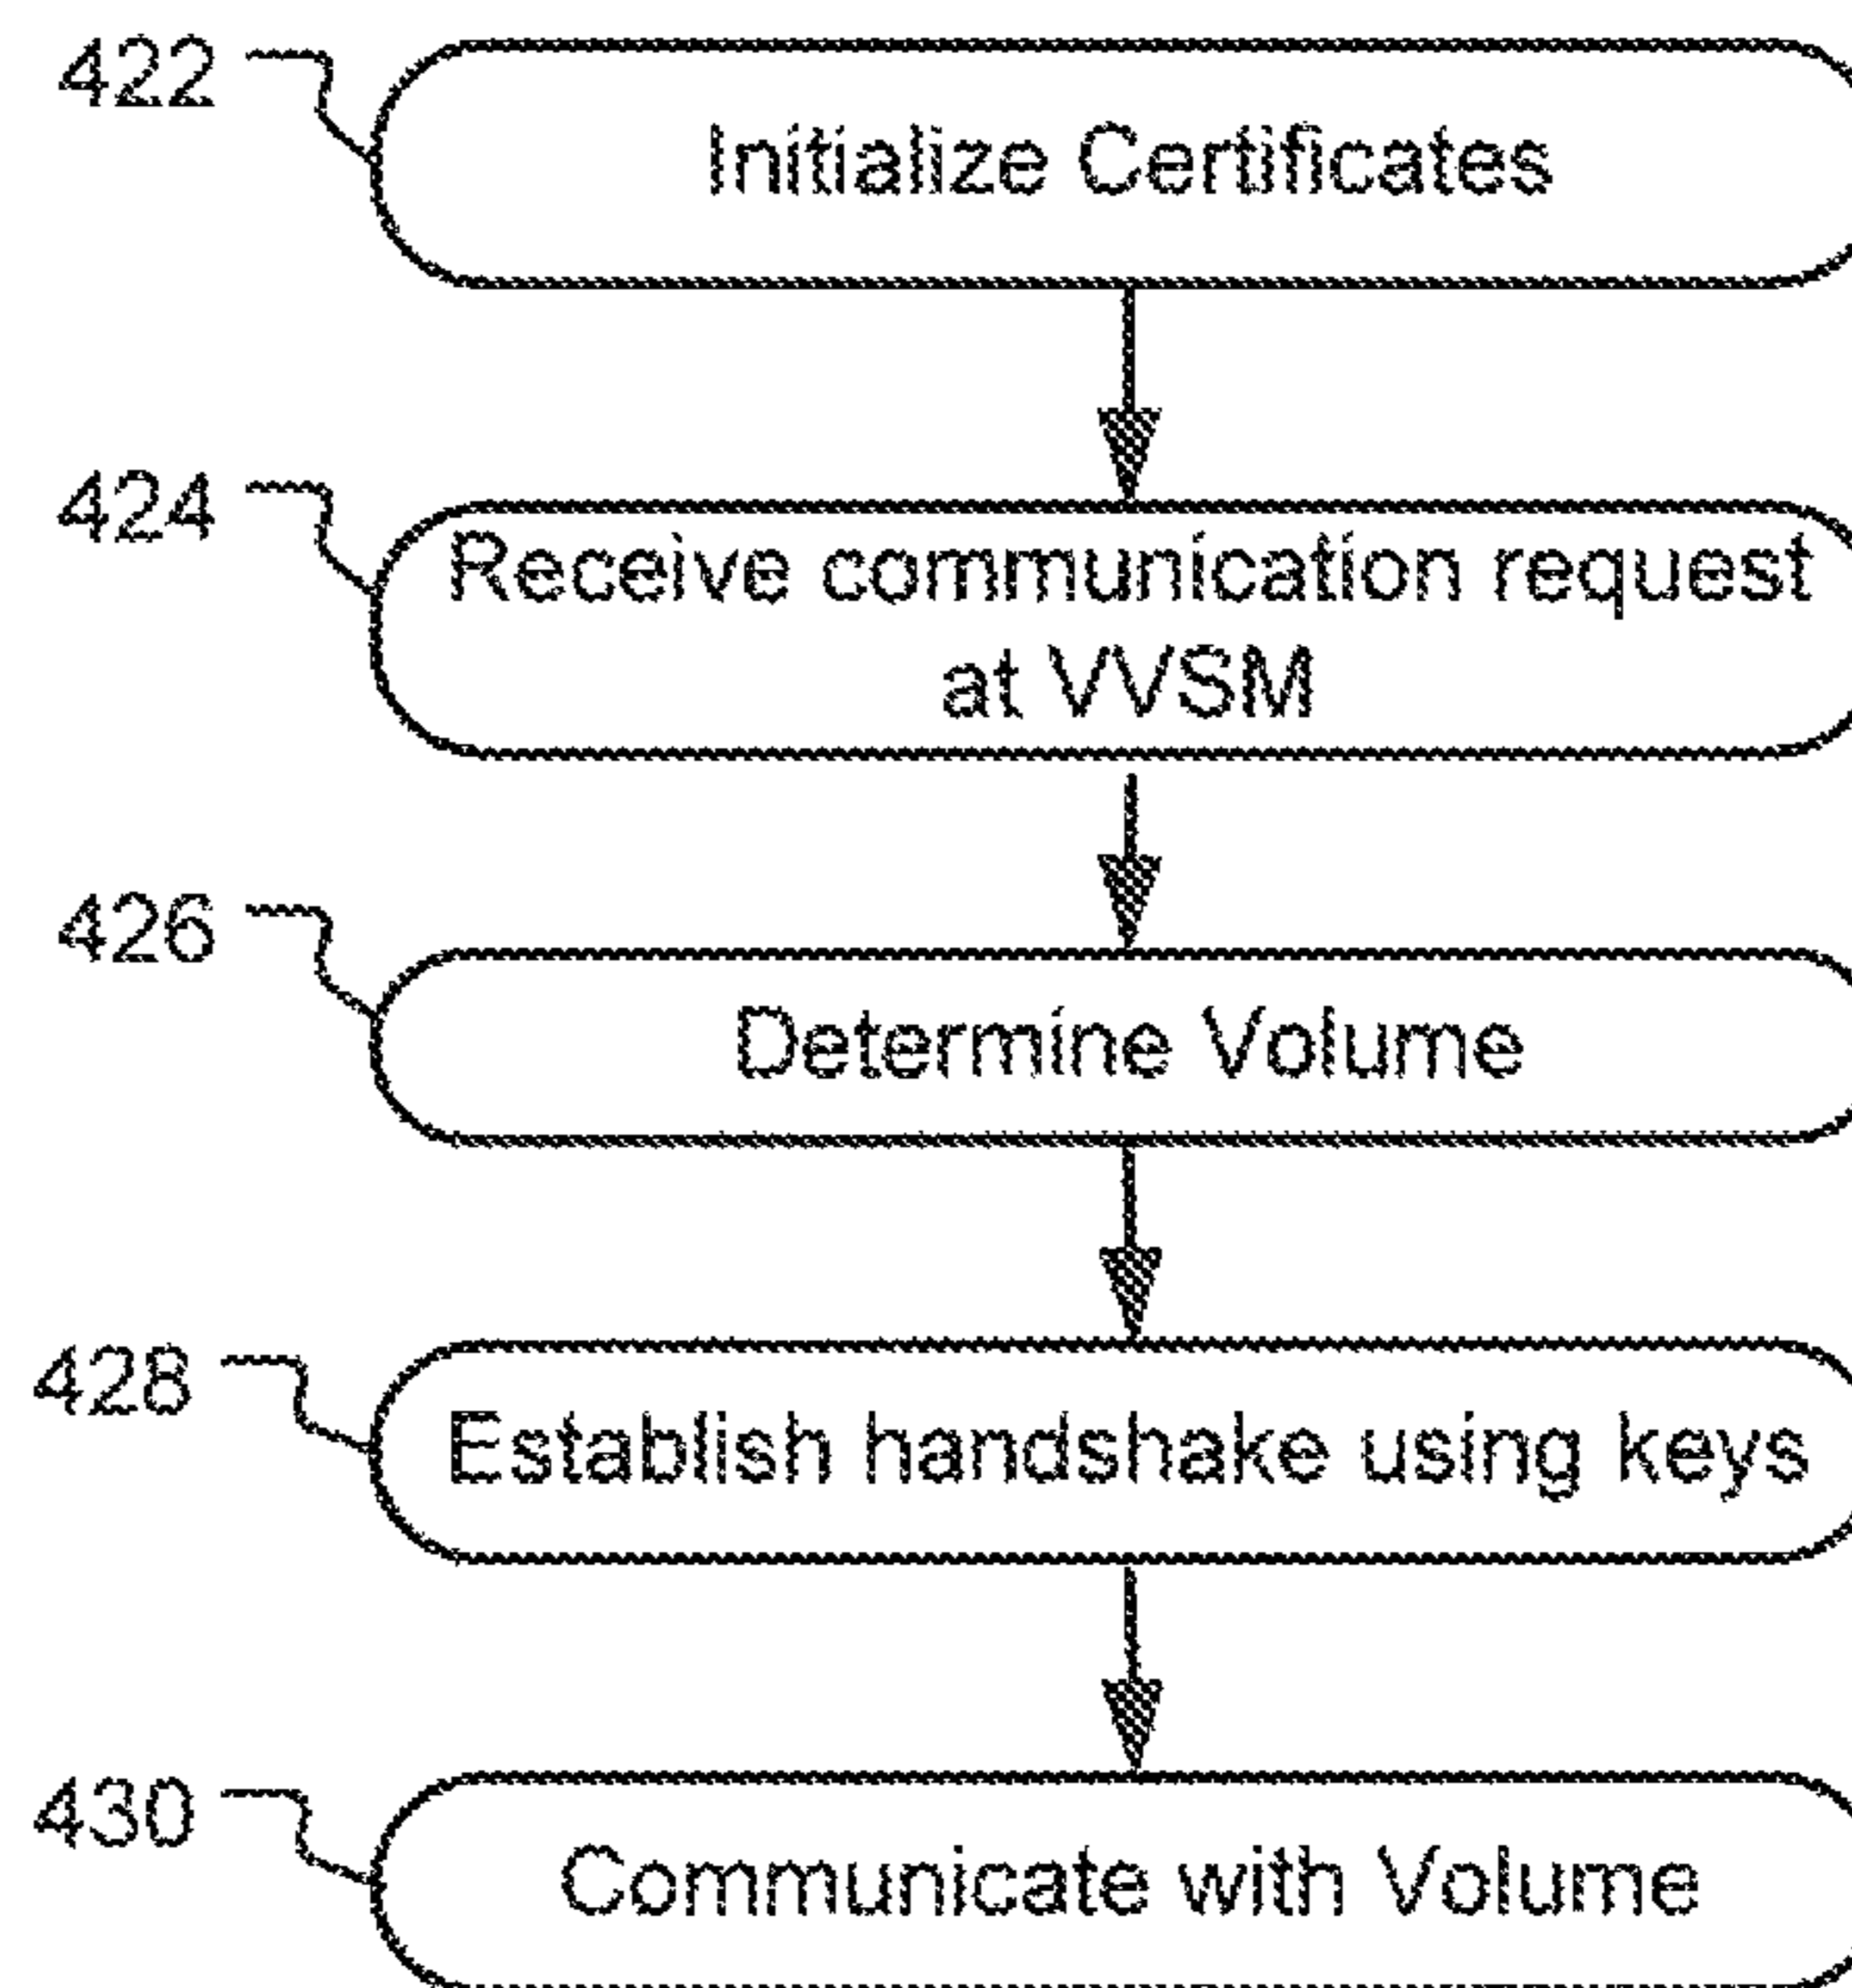 422
Initialize Certificates
424
Receive communication request
at VVSM
426
Determine Volume
428
Establish handshake using keys
430
Communicate with Volume